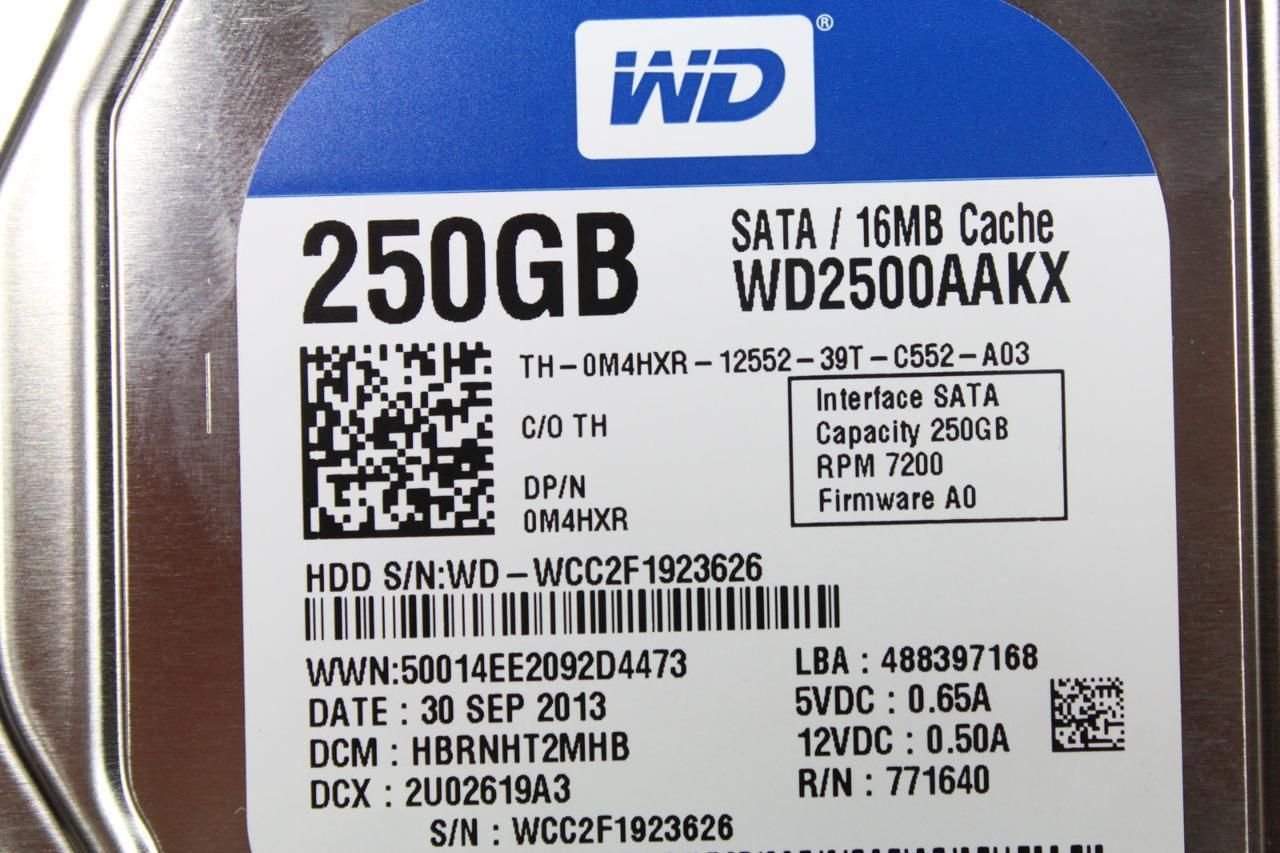 WD®
250GB
SATA / 16MB Cache
WD2500AAKX
TH-0M4HXR-12552-39T-C552-A03
C/O TH
DP/N
0M4HXR
Interface SATA
Capacity 250GB
RPM 7200
Firmware A0
HDD S/N:WD-WCC2F1923626
WWN:50014EE2092D4473
DATE : 30 SEP 2013
DCM : HBRNHT2MHB
DCX : 2U02619A3
LBA : 488397168
5VDC : 0.65A
12VDC : 0.50A
R/N : 771640
S/N : WCC2F1923626